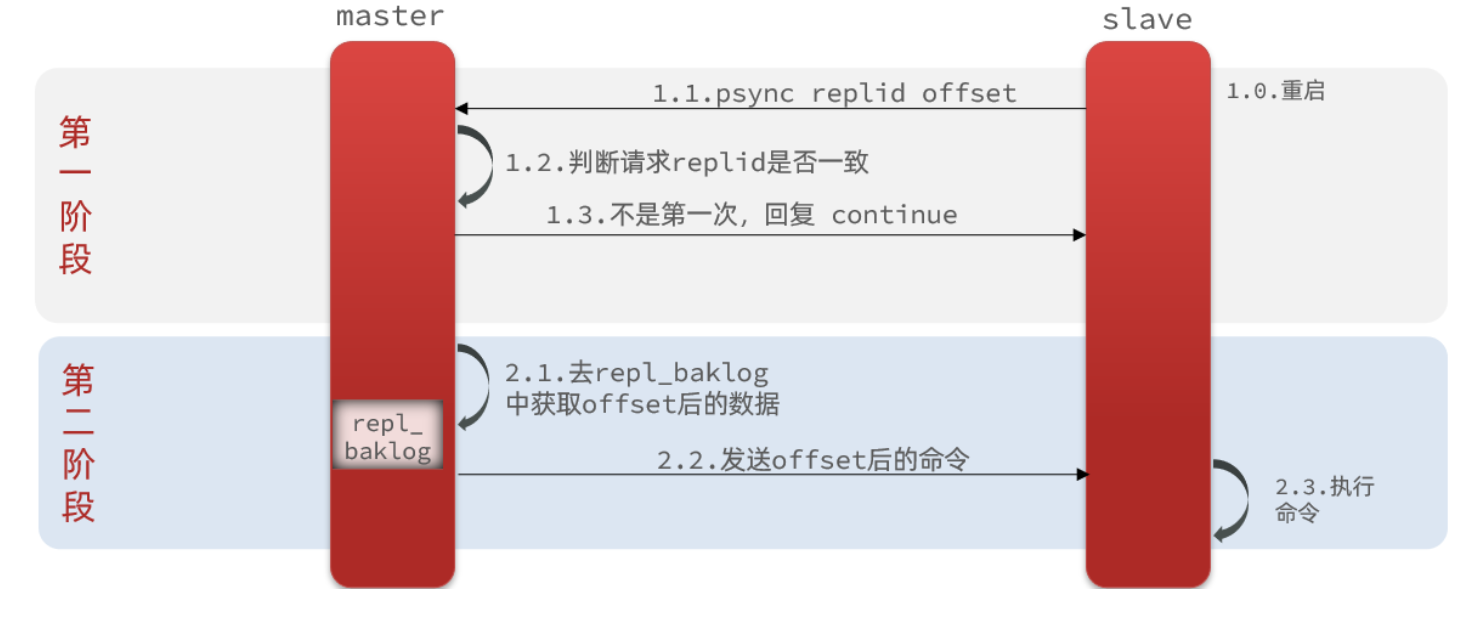 master
slave
第一阶段
1.0.重启
1.1.psync replid offset
1.2.判断请求replid是否一致
1.3.不是第一次，回复 continue
第二阶段
2.1.去repl_baklog
中获取offset后的数据
repl_
baklog
2.2.发送offset后的命令
2.3.执行
命令